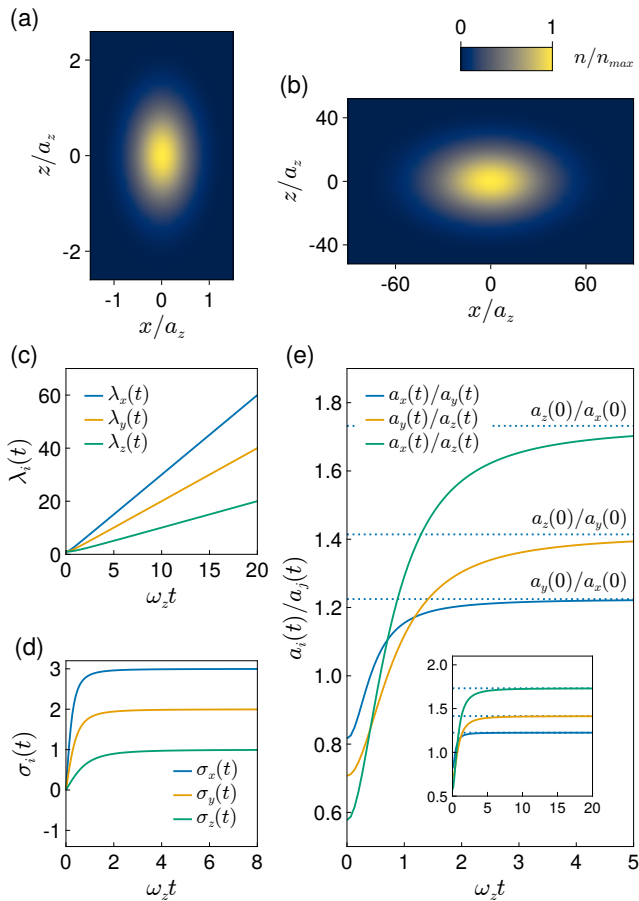 (a)
0 1
n/n_max
2
0
-2
z/a_z
-1 0 1
x/a_z
(b)
40
0
-40
z/a_z
-60 0 60
x/a_z
(c)
60
40
20
0
λ_i(t)
λ_x(t)
λ_y(t)
λ_z(t)
0 5 10 15 20
ω_z t
(d)
3
2
1
0
-1
σ_i(t)
σ_x(t)
σ_y(t)
σ_z(t)
0 2 4 6 8
ω_z t
(e)
1.8
1.6
1.4
1.2
1.0
0.8
0.6
a_i(t)/a_j(t)
a_x(t)/a_y(t)
a_y(t)/a_z(t)
a_x(t)/a_z(t)
a_z(0)/a_x(0)
a_z(0)/a_y(0)
a_y(0)/a_x(0)
2.0
1.5
1.0
0.5
0 5 10 15 20
0 1 2 3 4 5
ω_z t